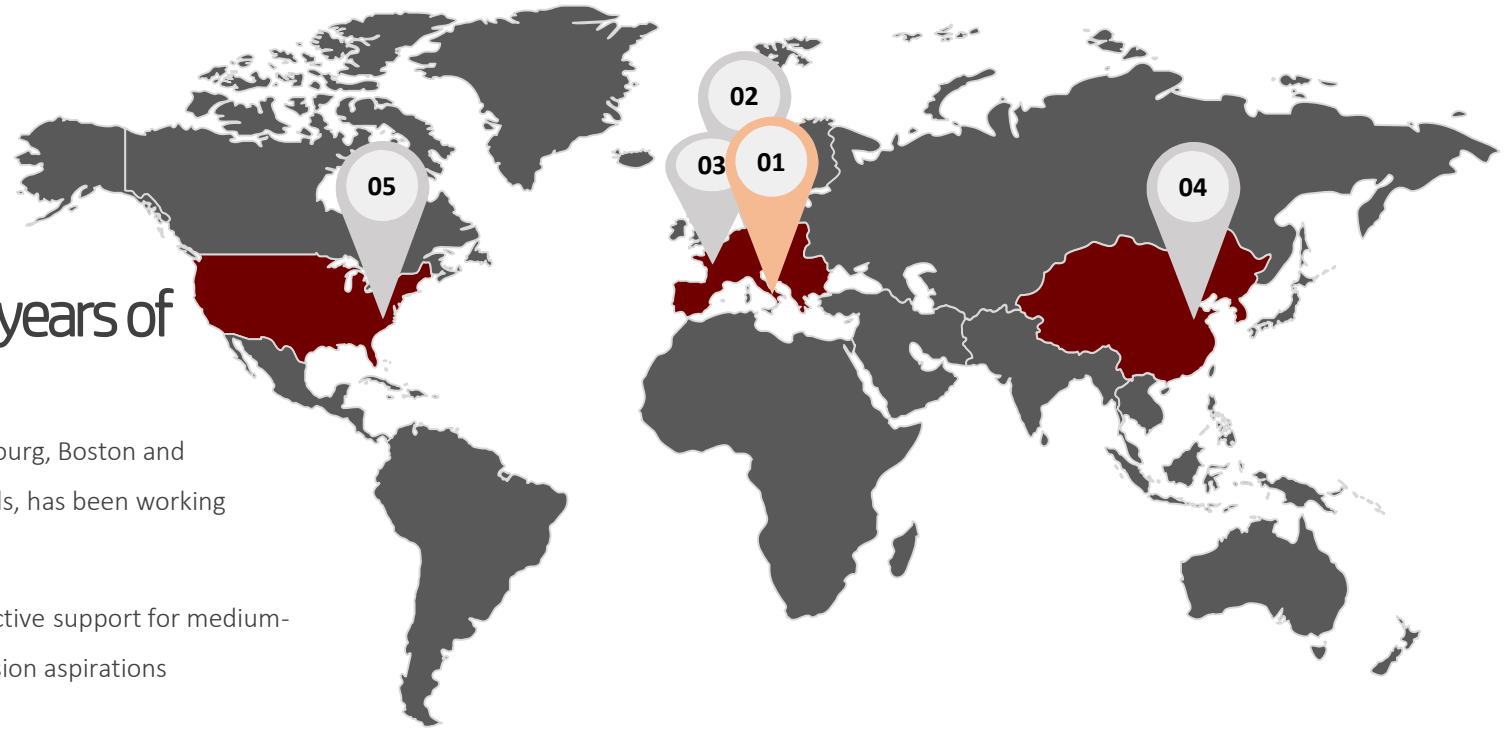 02
03
01
05
04
years of
burg, Boston and
ls, has been working
ctive support for medium-
sion aspirations